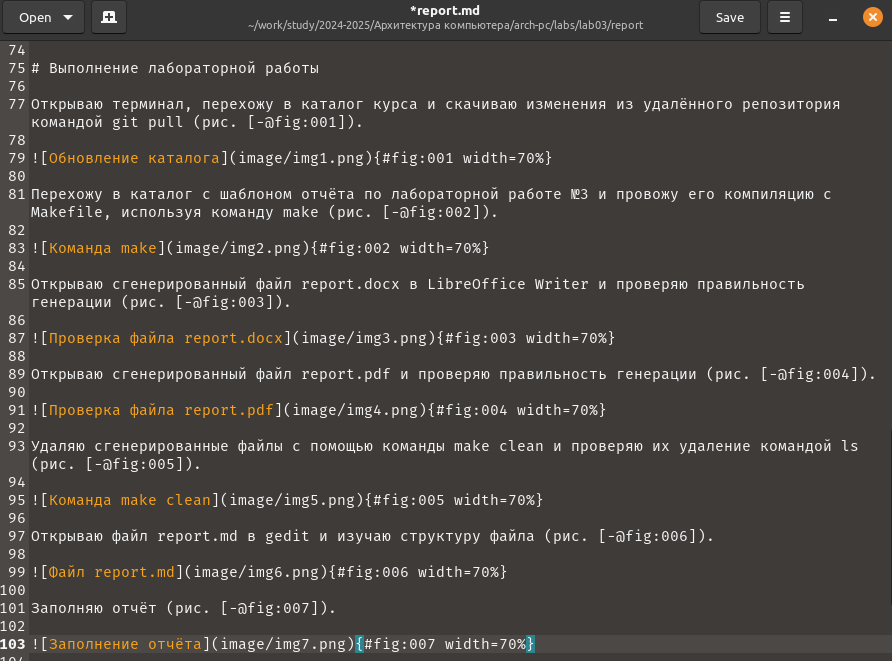 Open
*report.md
~/work/study/2024-2025/Архитектура компьютера/arch-pc/labs/lab03/report
Save
74
75 # Выполнение лабораторной работы
76
77 Открываю терминал, перехожу в каталог курса и скачиваю изменения из удалённого репозитория
командой git pull (рис. [-@fig:001]).
78
79 ![Обновление каталога](image/img1.png){#fig:001 width=70%}
80
81 Перехожу в каталог с шаблоном отчёта по лабораторной работе №3 и провожу его компиляцию с
Makefile, используя команду make (рис. [-@fig:002]).
82
83 ![Команда make](image/img2.png){#fig:002 width=70%}
84
85 Открываю сгенерированный файл report.docx в LibreOffice Writer и проверяю правильность
генерации (рис. [-@fig:003]).
86
87 ![Проверка файла report.docx](image/img3.png){#fig:003 width=70%}
88
89 Открываю сгенерированный файл report.pdf и проверяю правильность генерации (рис. [-@fig:004]).
90
91 ![Проверка файла report.pdf](image/img4.png){#fig:004 width=70%}
92
93 Удаляю сгенерированные файлы с помощью команды make clean и проверяю их удаление командой ls
(рис. [-@fig:005]).
94
95 ![Команда make clean](image/img5.png){#fig:005 width=70%}
96
97 Открываю файл report.md в gedit и изучаю структуру файла (рис. [-@fig:006]).
98
99 ![Файл report.md](image/img6.png){#fig:006 width=70%}
100
101 Заполняю отчёт (рис. [-@fig:007]).
102
103 ![Заполнение отчёта](image/img7.png){#fig:007 width=70%}